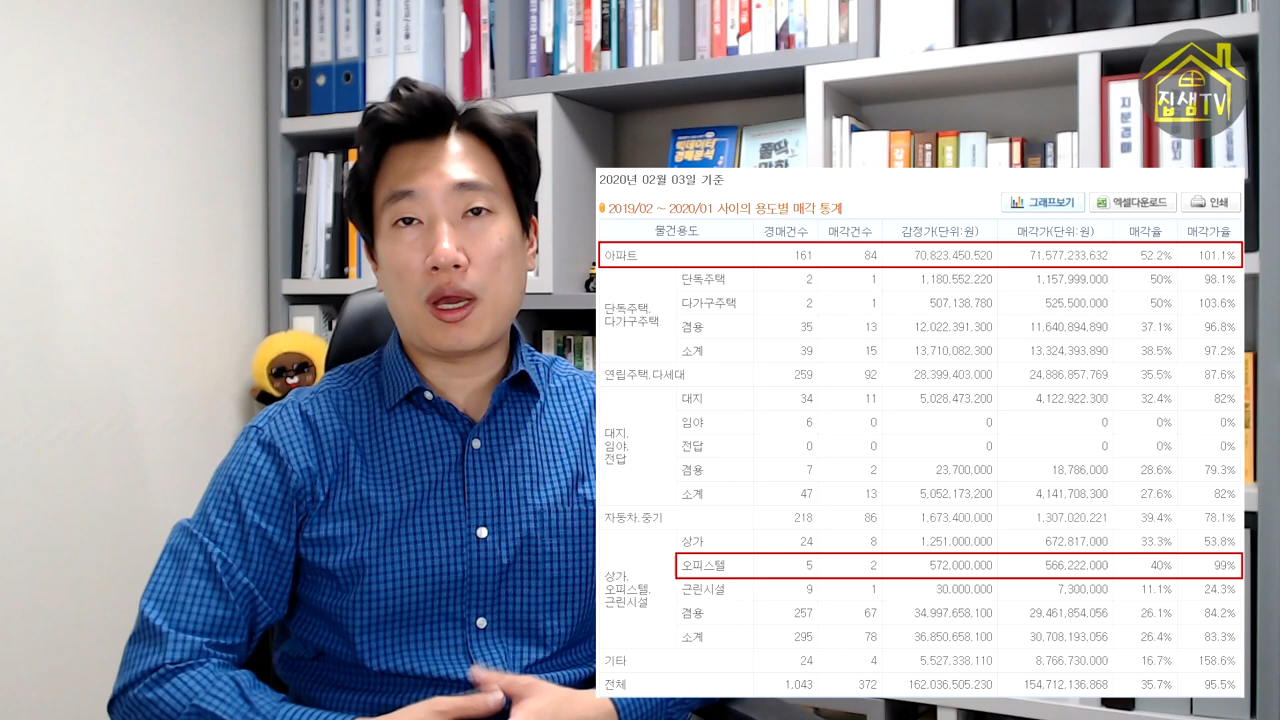 집샘TV
빅데이터
경매분석
쫄딱
지분경매
2020년 02월 03일 기준
2019/02 ~ 2020/01 사이의 용도별 매각 통계
그래프보기 엑셀다운로드 인쇄
물건용도 경매건수 매각건수 감정가(단위:원) 매각가(단위:원) 매각율 매각가율
아파트 161 84 70,823,450,520 71,577,233,632 52.2% 101.1%
단독주택, 다가구주택
단독주택 2 1 1,180,552,220 1,157,999,000 50% 98.1%
다가구주택 2 1 507,138,780 525,500,000 50% 103.6%
겸용 35 13 12,022,391,300 11,640,894,890 37.1% 96.8%
소계 39 15 13,710,082,300 13,324,393,890 38.5% 97.2%
연립주택,다세대 259 92 28,399,403,000 24,886,857,769 35.5% 87.6%
대지, 임야, 전답
대지 34 11 5,028,473,200 4,122,922,300 32.4% 82%
임야 6 0 0 0 0% 0%
전답 0 0 0 0 0% 0%
겸용 7 2 23,700,000 18,786,000 28.6% 79.3%
소계 47 13 5,052,173,200 4,141,708,300 27.6% 82%
자동차,중기 218 86 1,673,400,000 1,307,020,221 39.4% 78.1%
상가, 오피스텔, 근린시설
상가 24 8 1,251,000,000 672,817,000 33.3% 53.8%
오피스텔 5 2 572,000,000 566,222,000 40% 99%
근린시설 9 1 30,000,000 7,300,000 11.1% 24.3%
겸용 257 67 34,997,658,100 29,461,854,056 26.1% 84.2%
소계 295 78 36,850,658,100 30,708,193,056 26.4% 83.3%
기타 24 4 5,527,338,110 8,766,730,000 16.7% 158.6%
전체 1,043 372 162,036,505,230 154,712,136,868 35.7% 95.5%